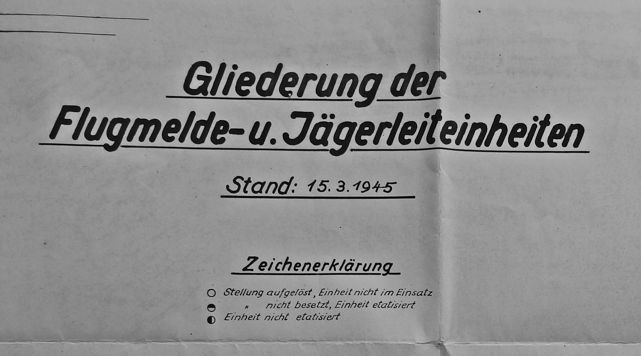 Gliederung der
Flugmelde-u. Jägerleiteinheiten
Stand: 15.3.1945
Zeichenerklärung
Stellung aufgelöst, Einheit nicht im Einsatz
" nicht besetzt, Einheit etatisiert
Einheit nicht etatisiert